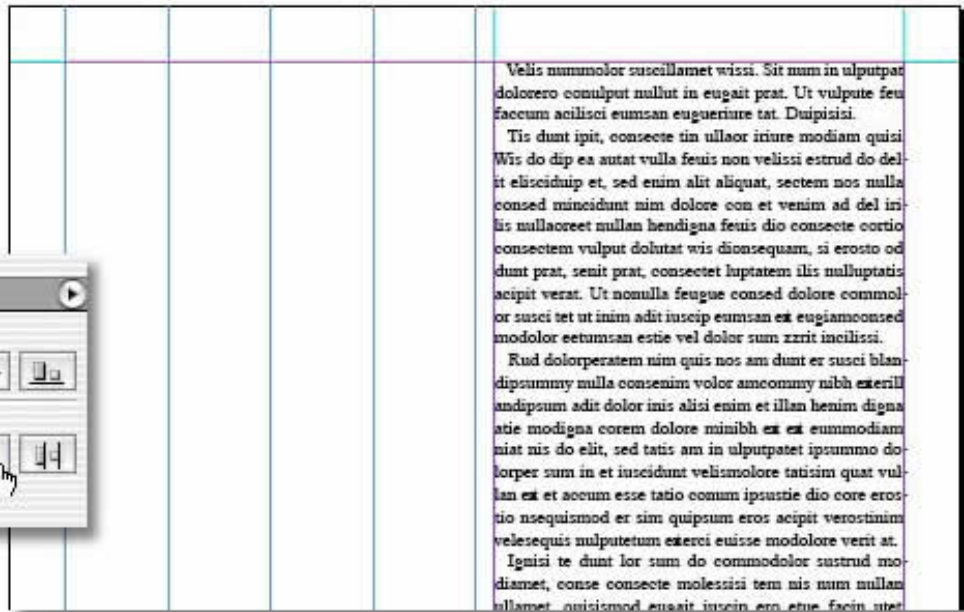 Velis nummolor suscillamet wissi. Sit num in ulputpat
dolorero conulput nullut in eugait prat. Ut vulpute feu
faccum acilisci eumsan eugueriure tat. Duipisisi.
Tis dunt ipit, consecte tin ullaor iriure modiam quisi
Wis do dip ea autat vulla feuis non velissi estrud do del-
it elisciduip et, sed enim alit aliquat, sectem nos nulla
consed mincidunt nim dolore con et venim ad del iri-
lis nullaoreet nullan hendigna feuis dio consecte cortio
consectem vulput dolutat wis dionsequam, si erosto od
dunt prat, senit prat, consectet luptatem ilis nulluptatis
acipit verat. Ut nonulla feugue consed dolore commol-
or susci tet ut inim adit iuscip eumsan et eugiamconsed
modolor eetumsan estie vel dolor sum zzrit incilissi.
Rud dolorperatem nim quis nos am dunt er susci blan-
dipsummy nulla consenim volor amcommy nibh exerill
andipsum adit dolor inis alisi enim et illan henim digna
atie modigna corem dolore minibh ex et eummodiam
niat nis do elit, sed tatis am in ulputpatet ipsummo do-
lorper sum in et iuscidunt velismolore tatisim quat vul-
lan et et accum esse tatio conum ipsustie dio core eros-
tio nsequismod er sim quipsum eros acipit verostinim
velesequis nulputetum exerci euisse modolore verit at.
Ignisi te dunt lor sum do commodolor sustrud mo-
diamet, conse consecte molessisi tem nis num nullan
ullamet, quisismod eugait iuscip ero etue facin utet